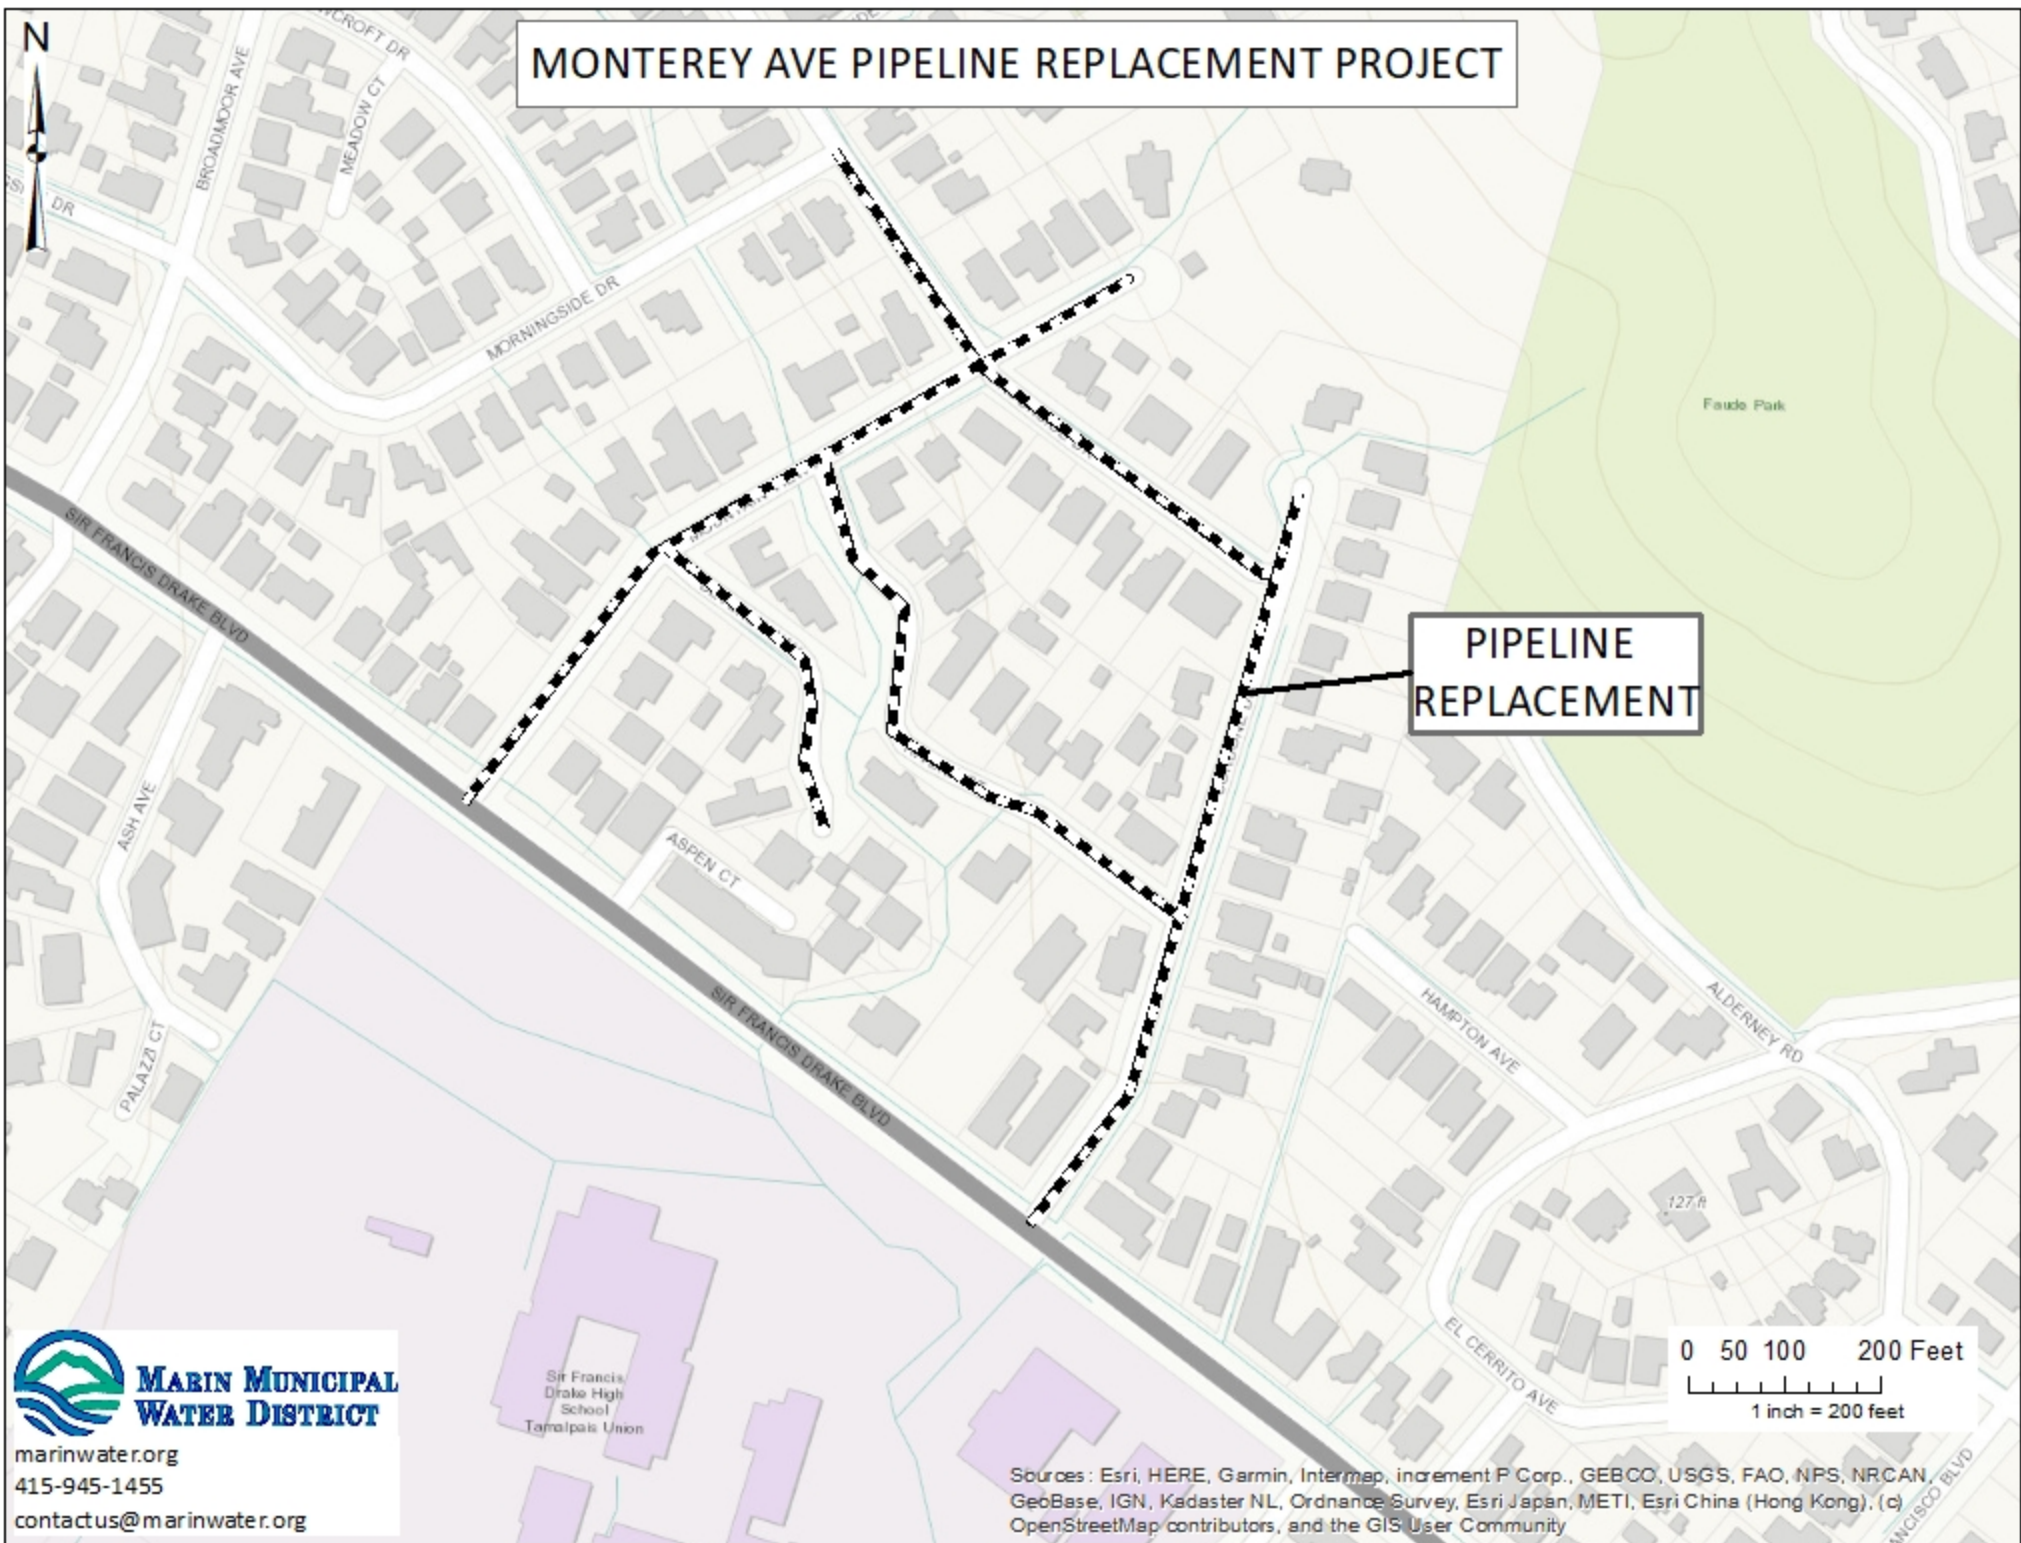 N
MONTEREY AVE PIPELINE REPLACEMENT PROJECT
BROADMOOR AVE
MEADOW CT
DR
DR
MORNINGSIDE DR
Faudo Park
SIR FRANCIS DRAKE BLVD
PIPELINE
REPLACEMENT
ASH AVE
ASPEN CT
PALAZZI CT
SIR FRANCIS DRAKE BLVD
HAMPTON AVE
ALDERNEY RD
127 ft
EL CERRITO AVE
Sir Francis
Drake High
School
Tamalpais Union
0 50 100 200 Feet
1 inch = 200 feet
MARIN MUNICIPAL
WATER DISTRICT
marinwater.org
415-945-1455
contactus@marinwater.org
BLVD
Sources: Esri, HERE, Garmin, Intermap, increment P Corp., GEBCO, USGS, FAO, NPS, NRCAN,
GeoBase, IGN, Kadaster NL, Ordnance Survey, Esri Japan, METI, Esri China (Hong Kong), (c)
OpenStreetMap contributors, and the GIS User Community